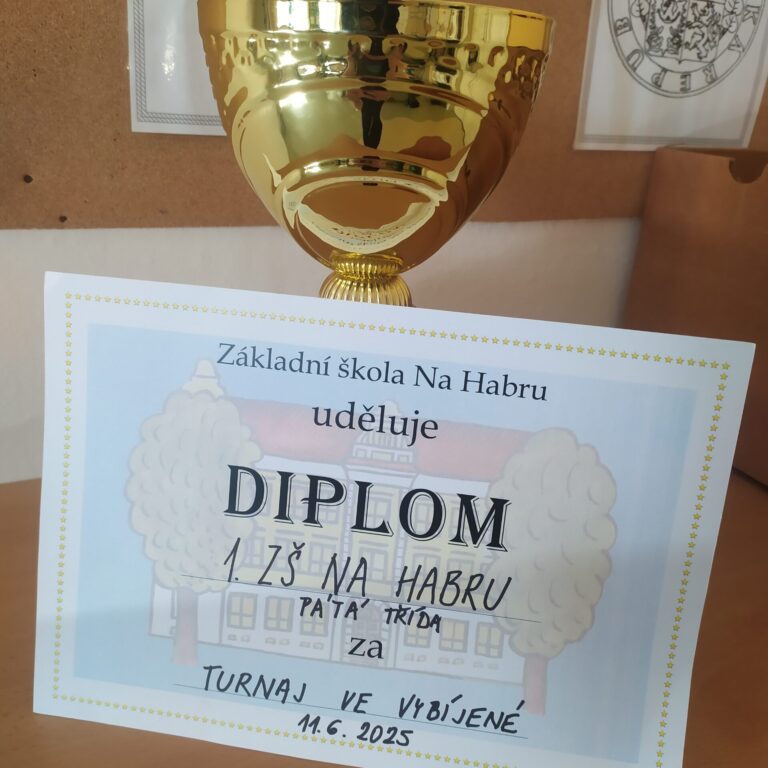 REPUB
Základní škola Na Habru
uděluje
DIPLOM
1. ZŠ NA HABRU
PÁTÁ TŘÍDA
za
TURNAJ VE VYBÍJENÉ
11.6. 2025